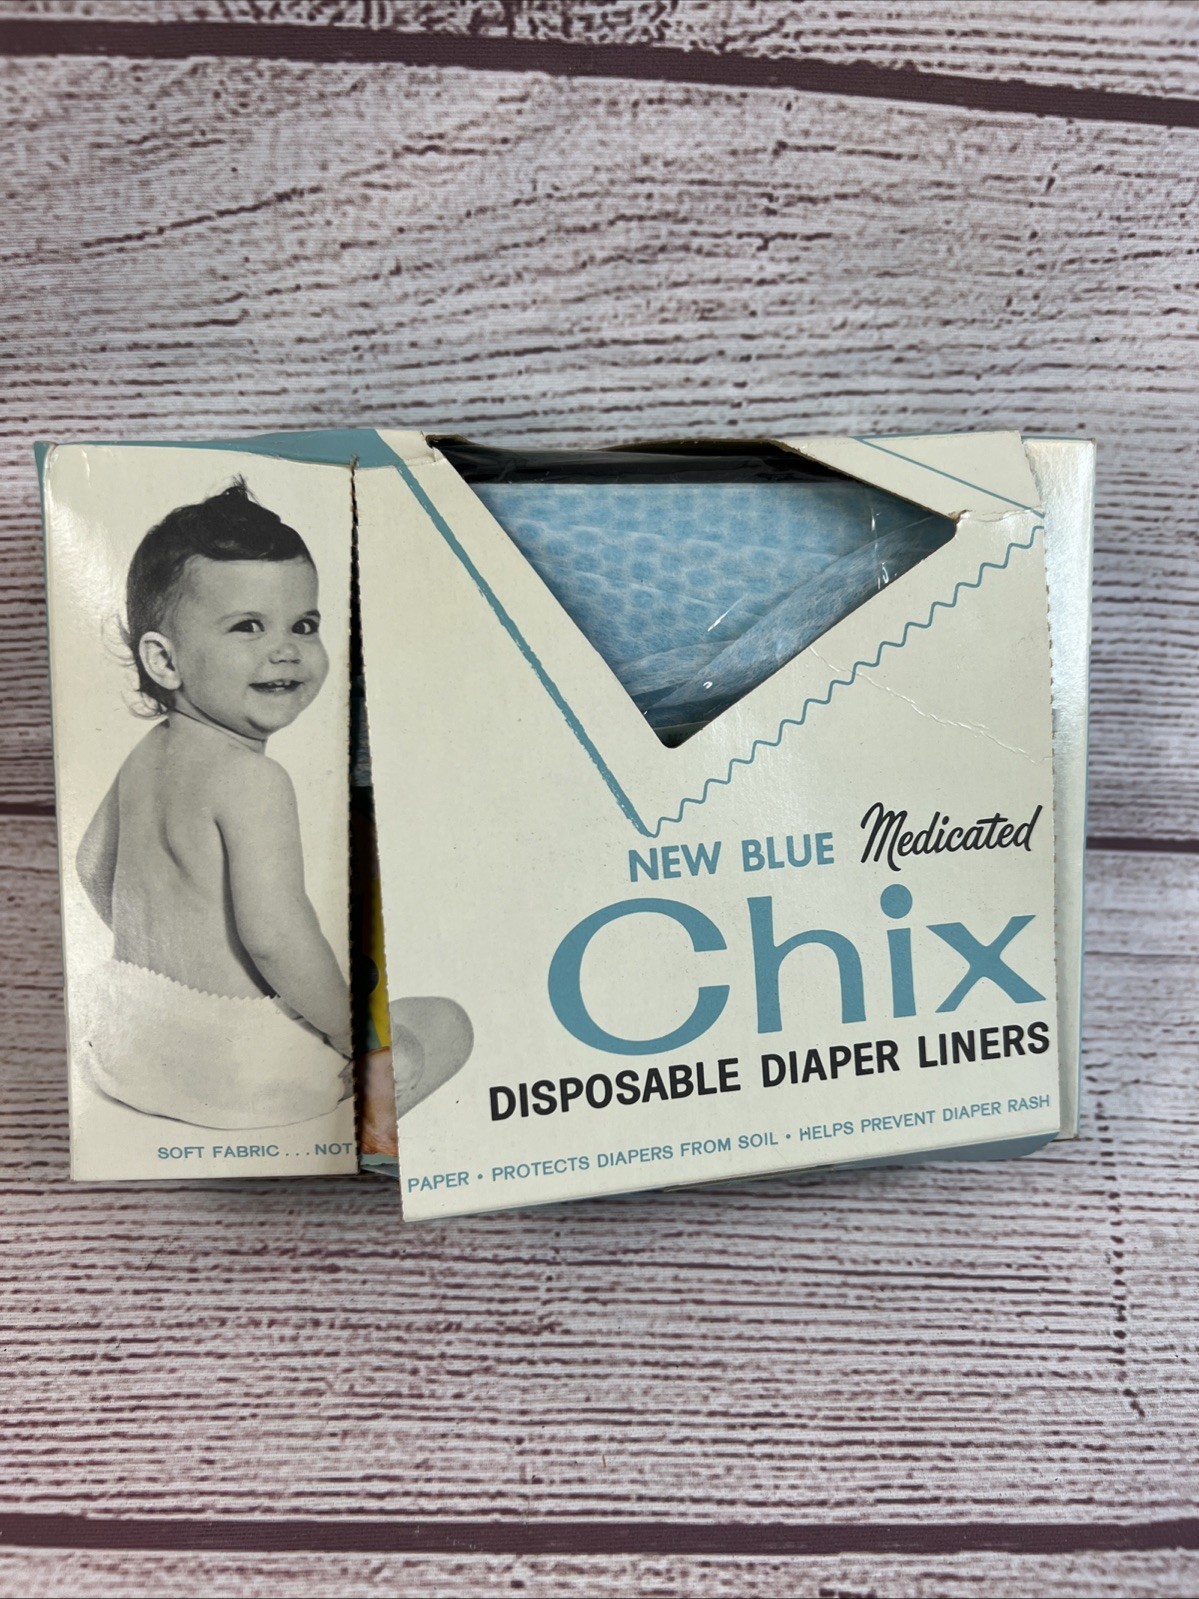 NEW BLUE Medicated
Chix
DISPOSABLE DIAPER LINERS
SOFT FABRIC...NOT PAPER • PROTECTS DIAPERS FROM SOIL • HELPS PREVENT DIAPER RASH